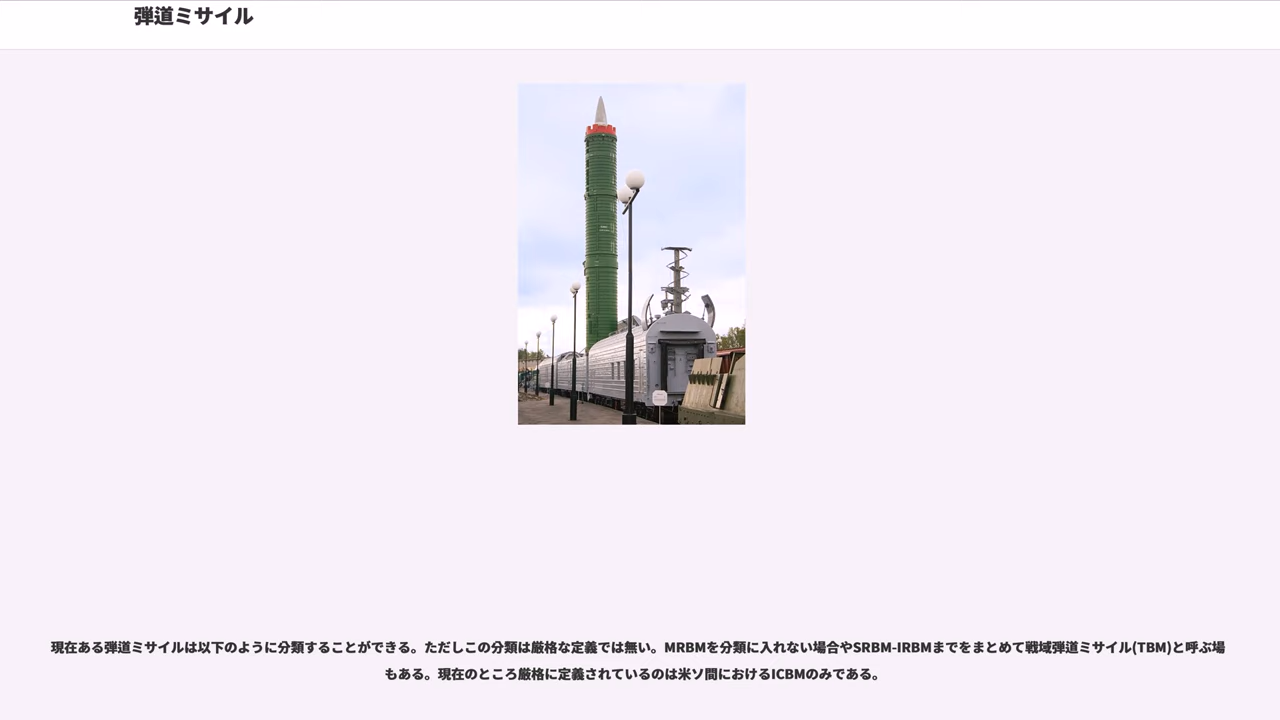 弾道ミサイル
現在ある弾道ミサイルは以下のように分類することができる。ただしこの分類は厳格な定義では無い。MRBMを分類に入れない場合やSRBM-IRBMまでをまとめて戦域弾道ミサイル(TBM)と呼ぶ場
もある。現在のところ厳格に定義されているのは米ソ間におけるICBMのみである。